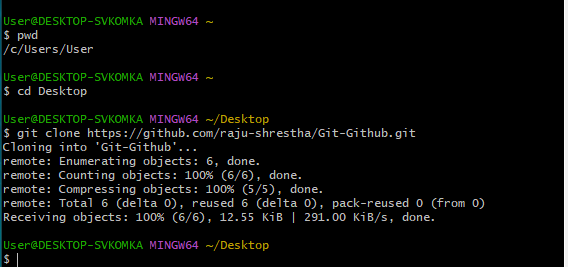 User@DESKTOP-SVKOMKA MINGW64 ~
$ pwd
/c/Users/User
User@DESKTOP-SVKOMKA MINGW64 ~
$ cd Desktop
User@DESKTOP-SVKOMKA MINGW64 ~/Desktop
$ git clone https://github.com/raju-shrestha/Git-Github.git
Cloning into 'Git-Github'...
remote: Enumerating objects: 6, done.
remote: Counting objects: 100% (6/6), done.
remote: Compressing objects: 100% (5/5), done.
remote: Total 6 (delta 0), reused 6 (delta 0), pack-reused 0 (from 0)
Receiving objects: 100% (6/6), 12.55 KiB | 291.00 KiB/s, done.
User@DESKTOP-SVKOMKA MINGW64 ~/Desktop
$